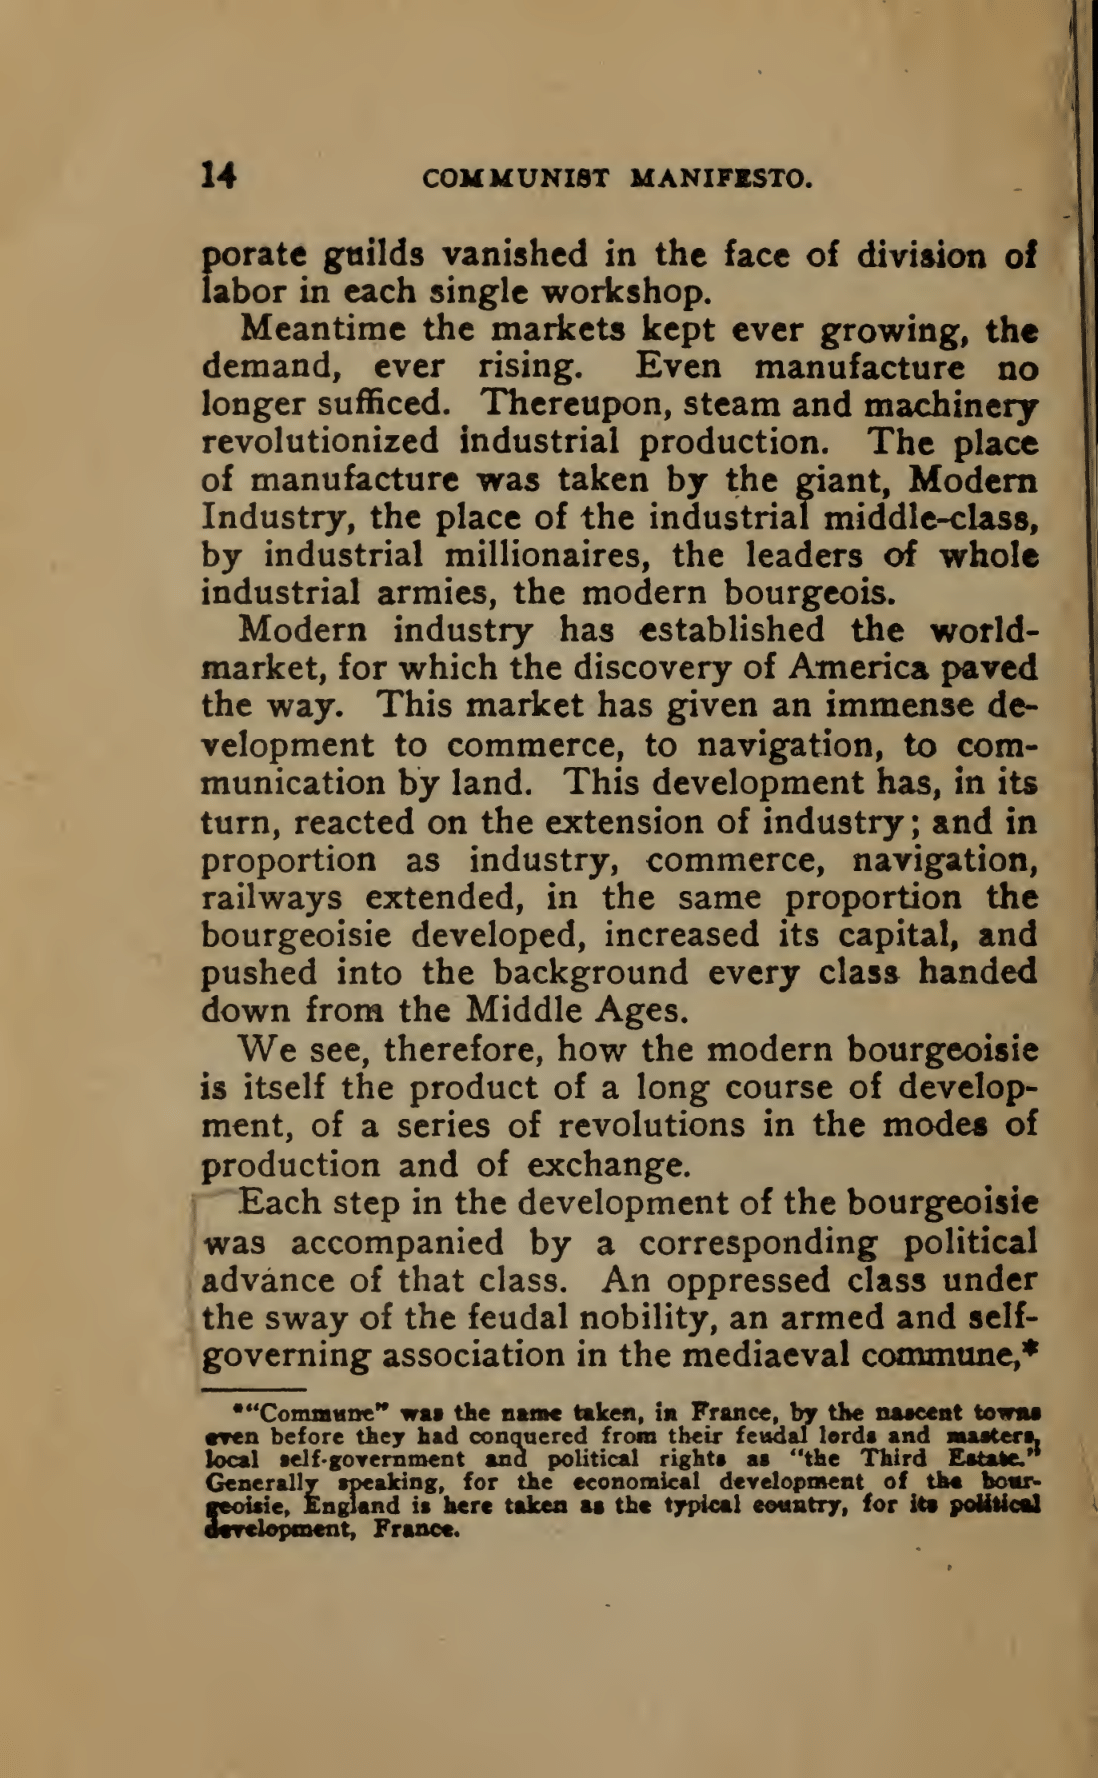 14 COMMUNIST MANIFESTO.
porate guilds vanished in the face of division of
labor in each single workshop.
Meantime the markets kept ever growing, the
demand, ever rising. Even manufacture no
longer sufficed. Thereupon, steam and machinery
revolutionized industrial production. The place
of manufacture was taken by the giant, Modern
Industry, the place of the industrial middle-class,
by industrial millionaires, the leaders of whole
industrial armies, the modern bourgeois.
Modern industry has established the world-
market, for which the discovery of America paved
the way. This market has given an immense de-
velopment to commerce, to navigation, to com-
munication by land. This development has, in its
turn, reacted on the extension of industry; and in
proportion as industry, commerce, navigation,
railways extended, in the same proportion the
bourgeoisie developed, increased its capital, and
pushed into the background every class handed
down from the Middle Ages.
We see, therefore, how the modern bourgeoisie
is itself the product of a long course of develop-
ment, of a series of revolutions in the modes of
production and of exchange.
Each step in the development of the bourgeoisie
was accompanied by a corresponding political
advance of that class. An oppressed class under
the sway of the feudal nobility, an armed and self-
governing association in the mediaeval commune,*
*"Commune" was the name taken, in France, by the nascent towns
even before they had conquered from their feudal lords and masters,
local self-government and political rights as "the Third Estate."
Generally speaking, for the economical development of the bour-
geoisie, England is here taken as the typical country, for its political
development, France.